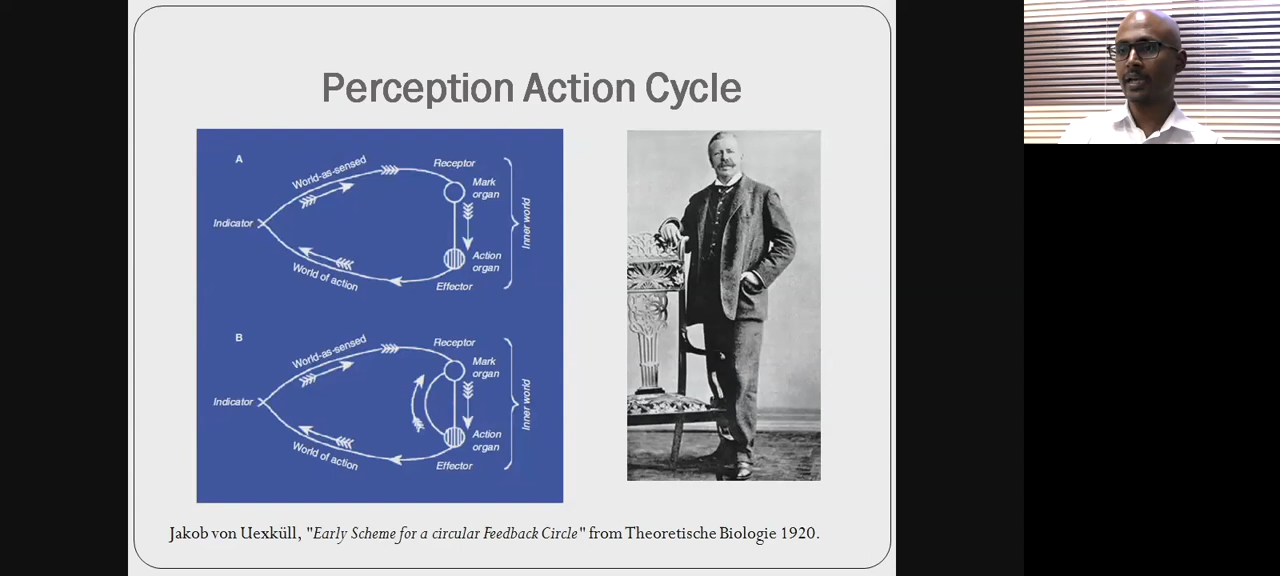 Perception Action Cycle
A
World-as-sensed
Receptor
Mark
organ
Indicator
Inner world
Action
organ
World of action
Effector
B
World-as-sensed
Receptor
Mark
organ
Indicator
Inner world
Action
organ
World of action
Effector
Jakob von Uexküll, "Early Scheme for a circular Feedback Circle" from Theoretische Biologie 1920.